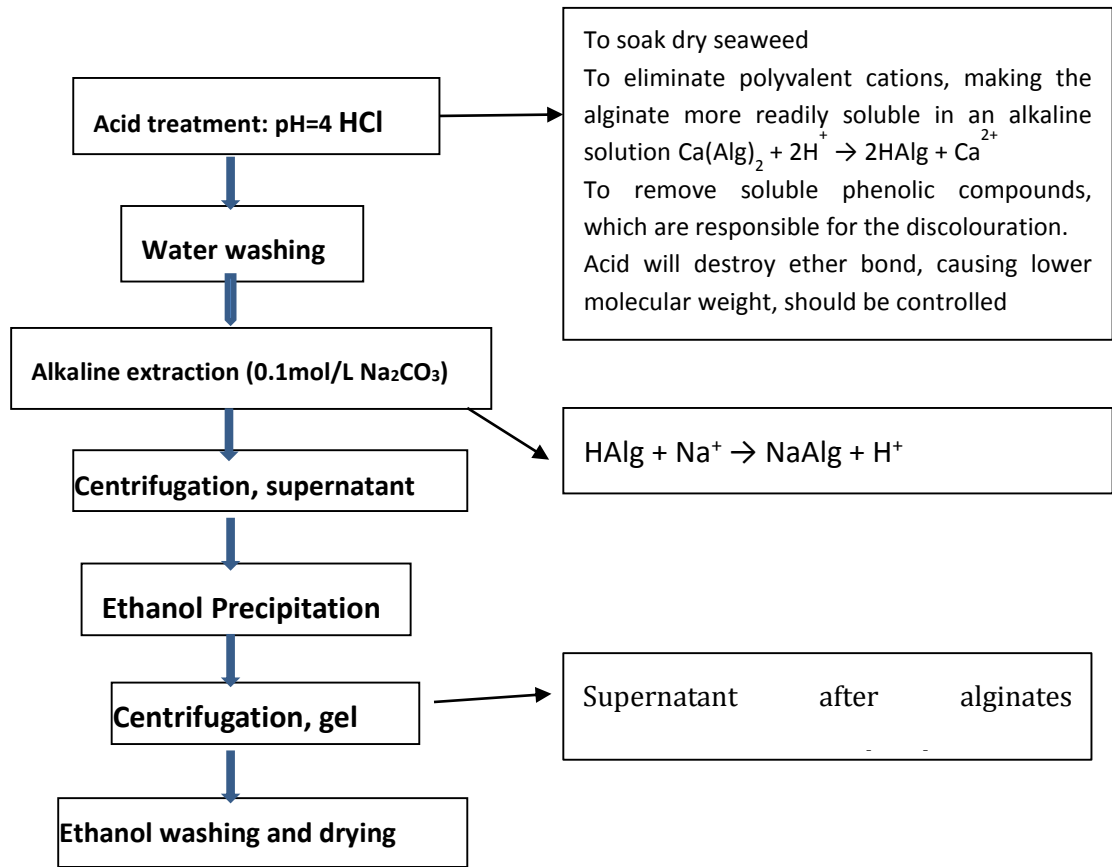 Acid treatment: pH=4 HCl
To soak dry seaweed
To eliminate polyvalent cations, making the
alginate more readily soluble in an alkaline
solution Ca(Alg)₂ + 2H⁺ → 2HAlg + Ca²⁺
To remove soluble phenolic compounds,
which are responsible for the discolouration.
Acid will destroy ether bond, causing lower
molecular weight, should be controlled
Water washing
Alkaline extraction (0.1mol/L Na₂CO₃)
HAlg + Na⁺ → NaAlg + H⁺
Centrifugation, supernatant
Ethanol Precipitation
Centrifugation, gel
Supernatant after alginates
Ethanol washing and drying